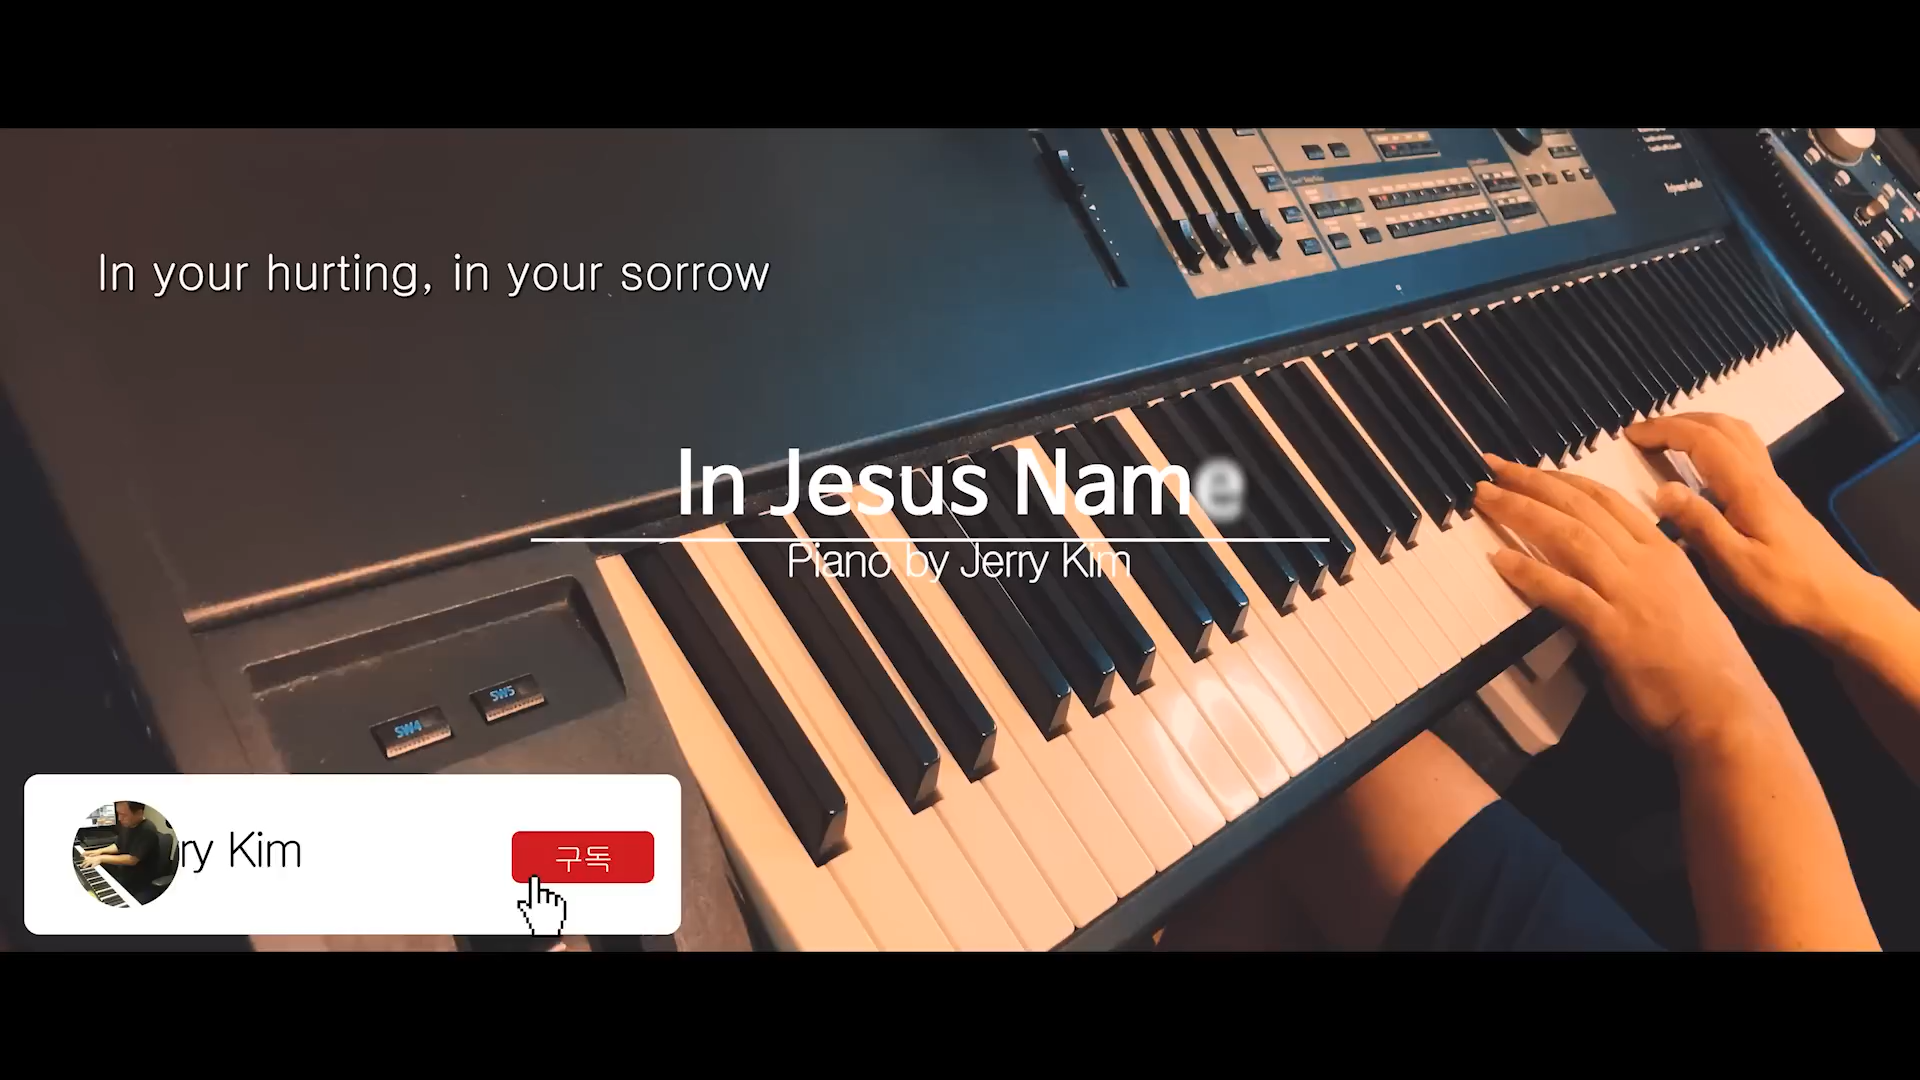 In your hurting, in your sorrow
In Jesus Name
Piano by Jerry Kim
SW5
SW4
ry Kim
구독